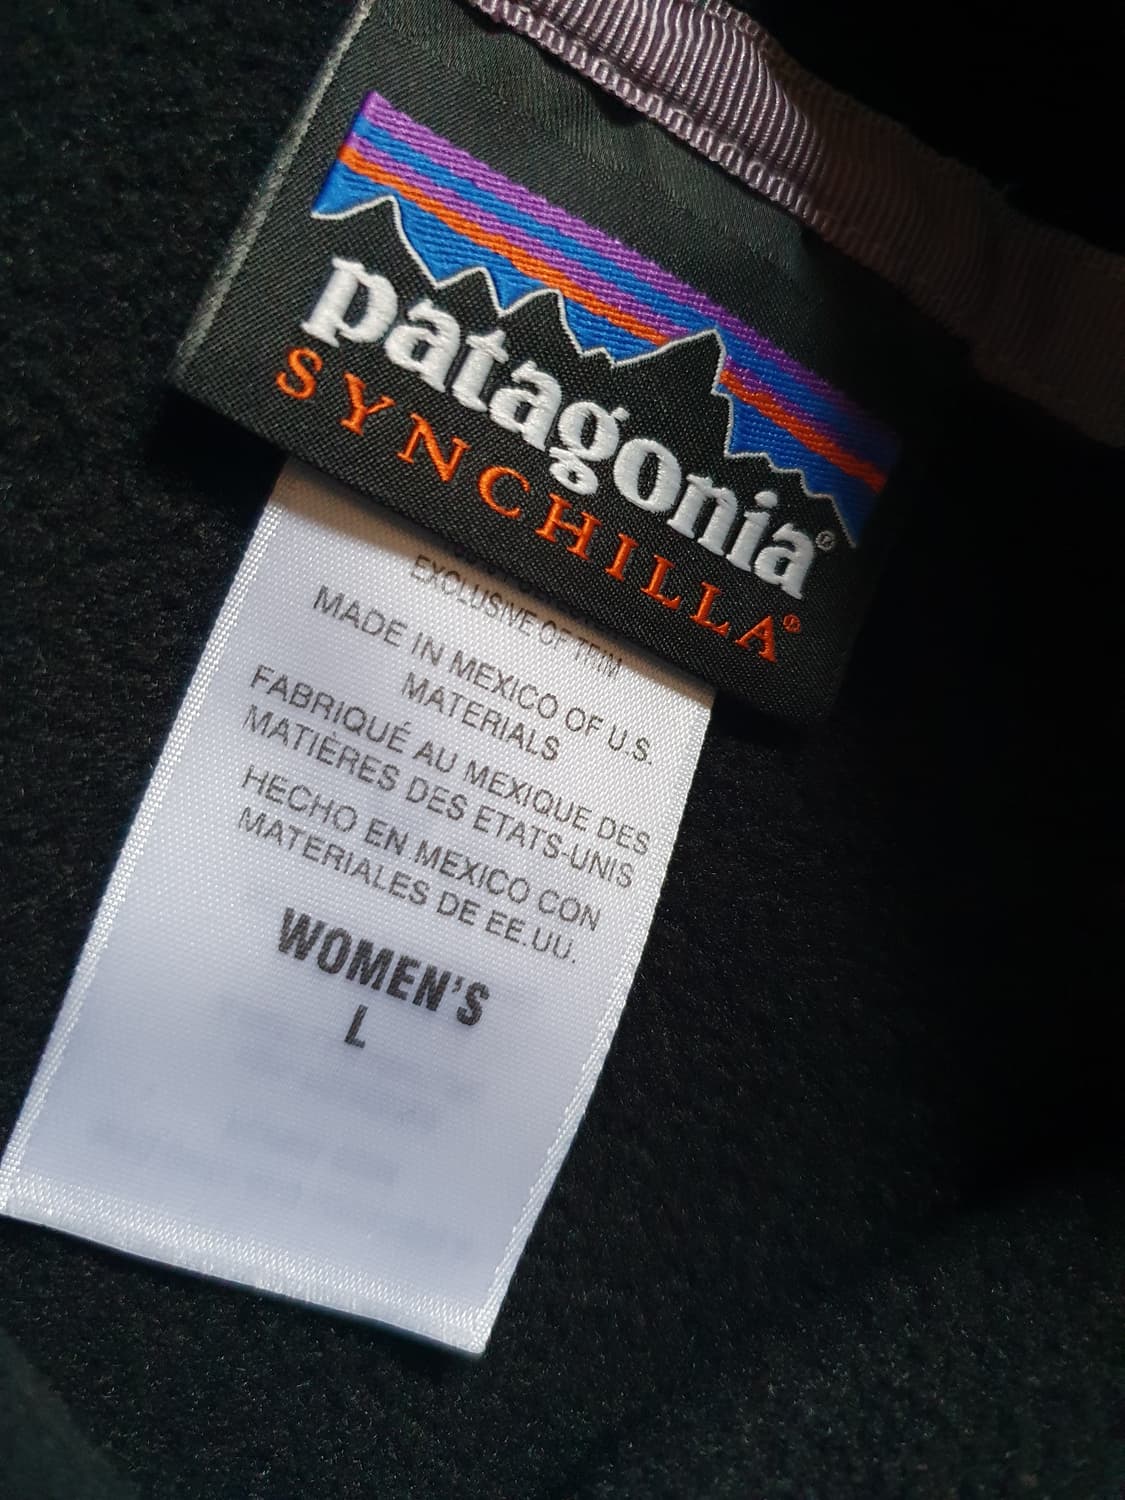 patagonia®
SYNCHILLA®
EXCLUSIVE OF TRIM
MADE IN MEXICO OF U.S.
MATERIALS
FABRIQUÉ AU MEXIQUE DES
MATIÈRES DES ETATS-UNIS
HECHO EN MEXICO CON
MATERIALES DE EE.UU.
WOMEN'S
L